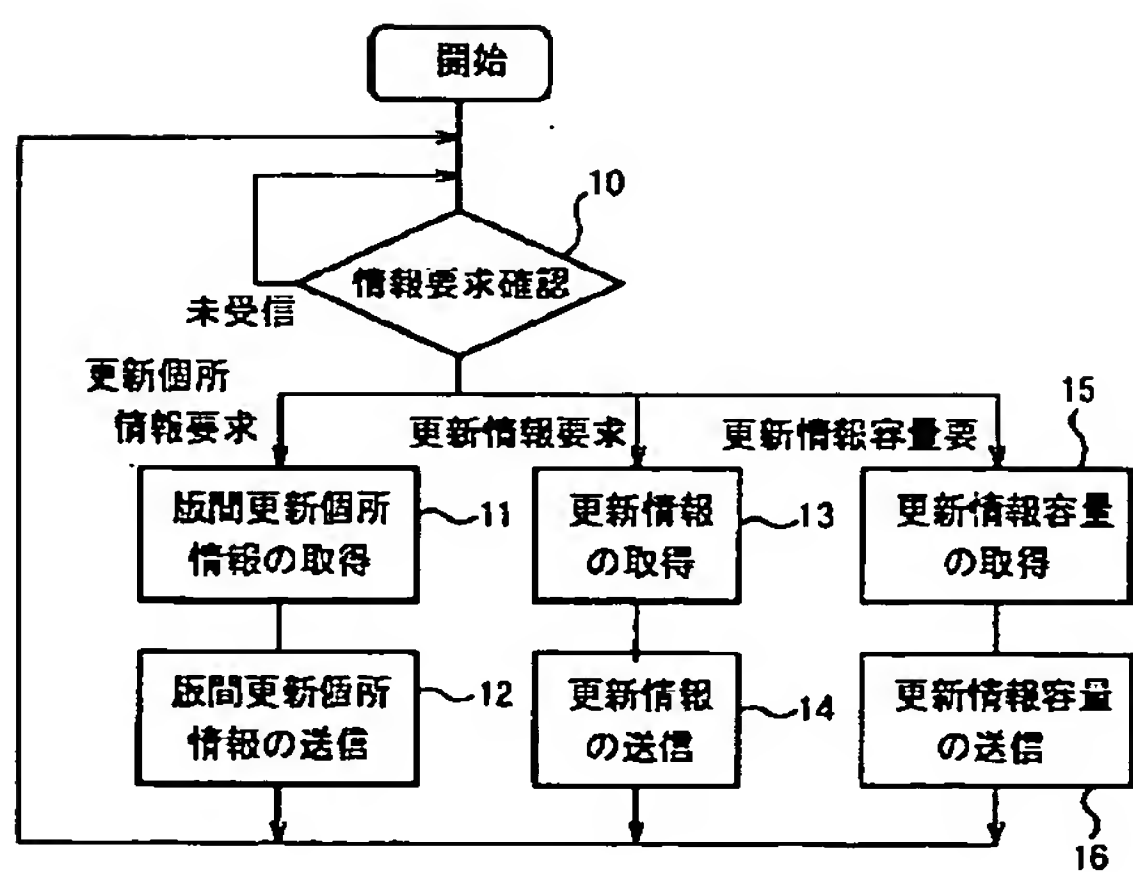 開始
10
情報要求確認
未受信
更新個所
情報要求
更新情報要求
更新情報容量要
15
版間更新個所
情報の取得
11
更新情報
の取得
13
更新情報容量
の取得
版間更新個所
情報の送信
12
更新情報
の送信
14
更新情報容量
の送信
16